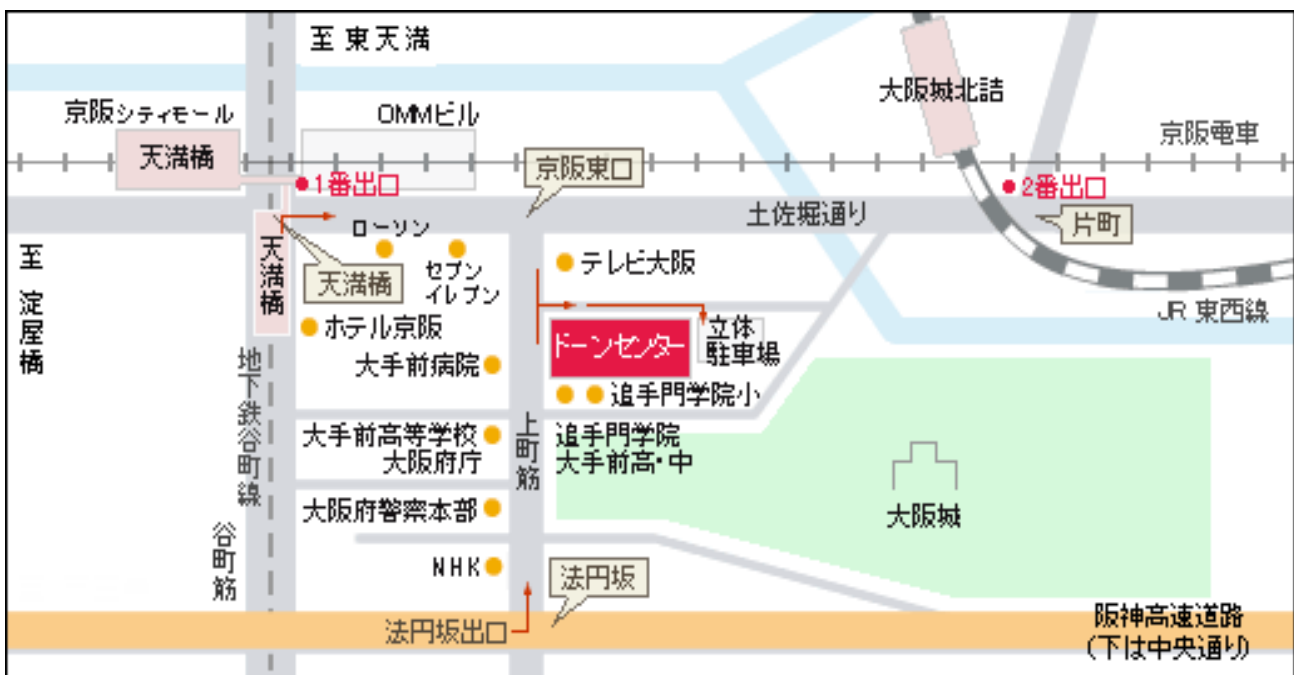 至 東天満
大阪城北詰
京阪シティモール
OMMビル
京阪電車
天満橋
京阪東口
1番出口
2番出口
土佐堀通り
片町
ローソン
天満橋
至 淀屋橋
テレビ大阪
セブン
イレブン
天満橋
JR 東西線
ホテル京阪
ドーンセンター
立体
駐車場
大手前病院
地下鉄谷町線
追手門学院小
大手前高等学校
大阪府庁
上町筋
追手門学院
大手前高・中
大阪城
大阪府警察本部
谷町筋
NHK
法円坂
法円坂出口
阪神高速道路
(下は中央通り)